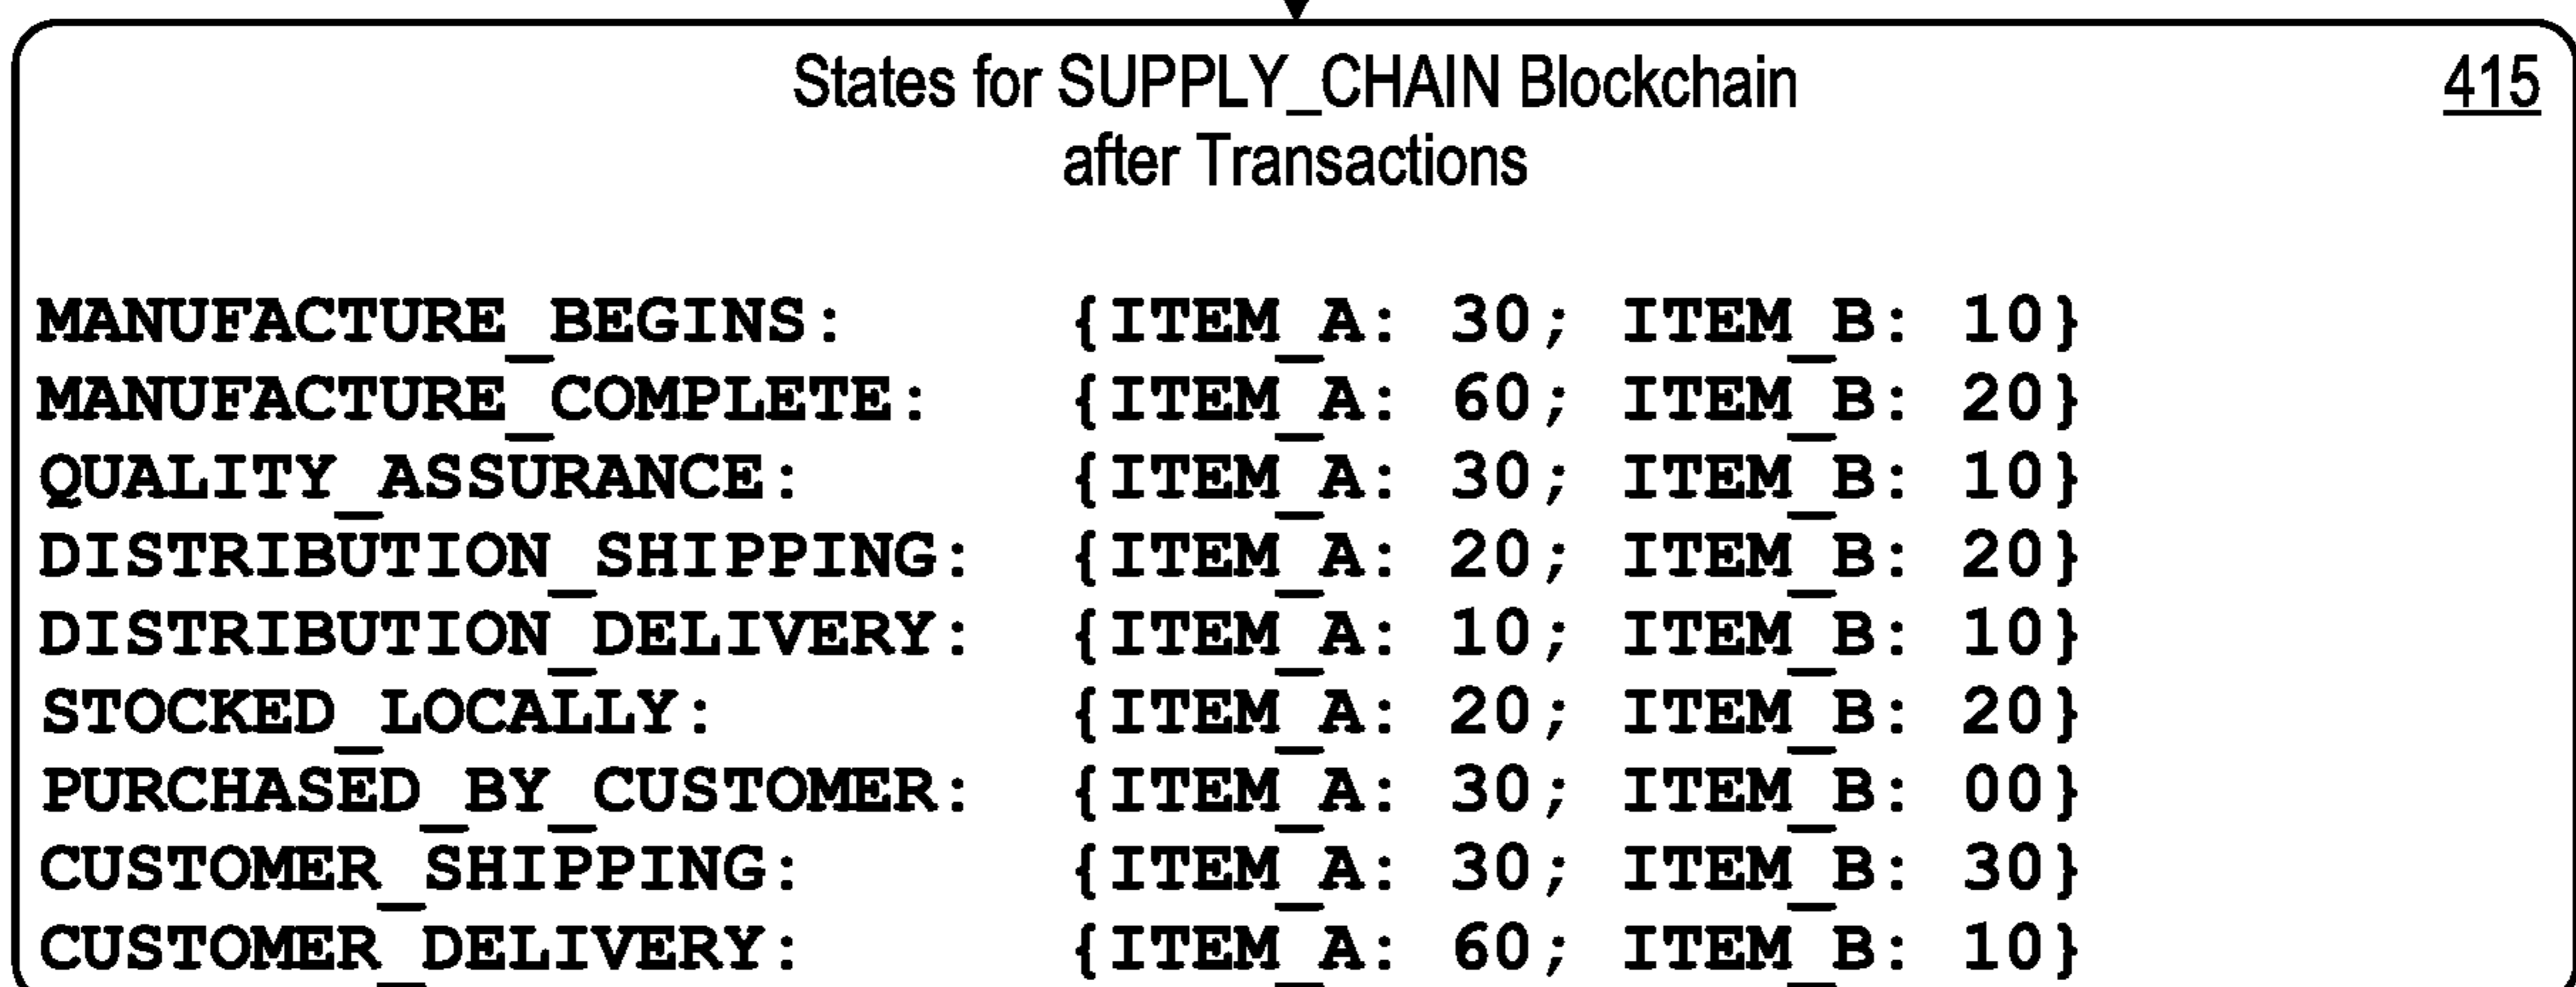 States for SUPPLY_CHAIN Blockchain 415
after Transactions
MANUFACTURE_BEGINS: {ITEM_A: 30; ITEM_B: 10}
MANUFACTURE_COMPLETE: {ITEM_A: 60; ITEM_B: 20}
QUALITY_ASSURANCE: {ITEM_A: 30; ITEM_B: 10}
DISTRIBUTION_SHIPPING: {ITEM_A: 20; ITEM_B: 20}
DISTRIBUTION_DELIVERY: {ITEM_A: 10; ITEM_B: 10}
STOCKED_LOCALLY: {ITEM_A: 20; ITEM_B: 20}
PURCHASED_BY_CUSTOMER: {ITEM_A: 30; ITEM_B: 00}
CUSTOMER_SHIPPING: {ITEM_A: 30; ITEM_B: 30}
CUSTOMER_DELIVERY: {ITEM_A: 60; ITEM_B: 10}